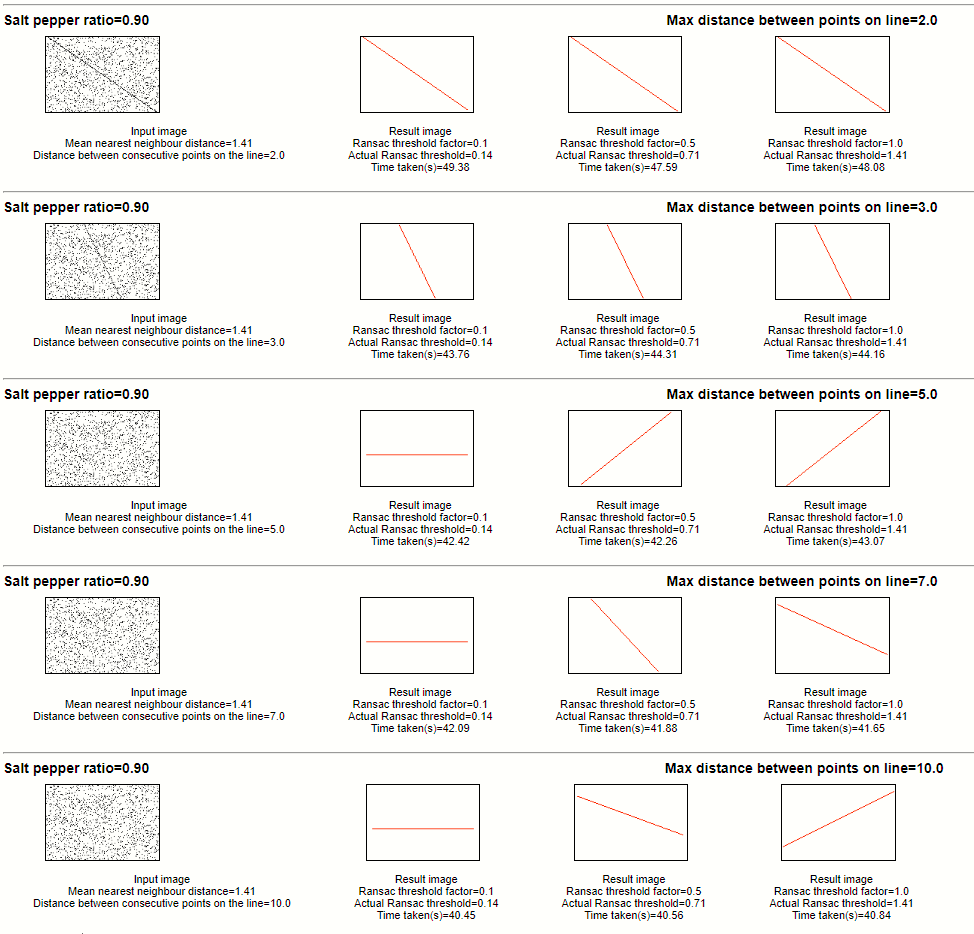 Salt pepper ratio=0.90 Max distance between points on line=2.0
Input image Result image Result image Result image
Mean nearest neighbour distance=1.41 Ransac threshold factor=0.1 Ransac threshold factor=0.5 Ransac threshold factor=1.0
Distance between consecutive points on the line=2.0 Actual Ransac threshold=0.14 Actual Ransac threshold=0.71 Actual Ransac threshold=1.41
Time taken(s)=49.38 Time taken(s)=47.59 Time taken(s)=48.08
Salt pepper ratio=0.90 Max distance between points on line=3.0
Input image Result image Result image Result image
Mean nearest neighbour distance=1.41 Ransac threshold factor=0.1 Ransac threshold factor=0.5 Ransac threshold factor=1.0
Distance between consecutive points on the line=3.0 Actual Ransac threshold=0.14 Actual Ransac threshold=0.71 Actual Ransac threshold=1.41
Time taken(s)=43.76 Time taken(s)=44.31 Time taken(s)=44.16
Salt pepper ratio=0.90 Max distance between points on line=5.0
Input image Result image Result image Result image
Mean nearest neighbour distance=1.41 Ransac threshold factor=0.1 Ransac threshold factor=0.5 Ransac threshold factor=1.0
Distance between consecutive points on the line=5.0 Actual Ransac threshold=0.14 Actual Ransac threshold=0.71 Actual Ransac threshold=1.41
Time taken(s)=42.42 Time taken(s)=42.26 Time taken(s)=43.07
Salt pepper ratio=0.90 Max distance between points on line=7.0
Input image Result image Result image Result image
Mean nearest neighbour distance=1.41 Ransac threshold factor=0.1 Ransac threshold factor=0.5 Ransac threshold factor=1.0
Distance between consecutive points on the line=7.0 Actual Ransac threshold=0.14 Actual Ransac threshold=0.71 Actual Ransac threshold=1.41
Time taken(s)=42.09 Time taken(s)=41.88 Time taken(s)=41.65
Salt pepper ratio=0.90 Max distance between points on line=10.0
Input image Result image Result image Result image
Mean nearest neighbour distance=1.41 Ransac threshold factor=0.1 Ransac threshold factor=0.5 Ransac threshold factor=1.0
Distance between consecutive points on the line=10.0 Actual Ransac threshold=0.14 Actual Ransac threshold=0.71 Actual Ransac threshold=1.41
Time taken(s)=40.45 Time taken(s)=40.56 Time taken(s)=40.84